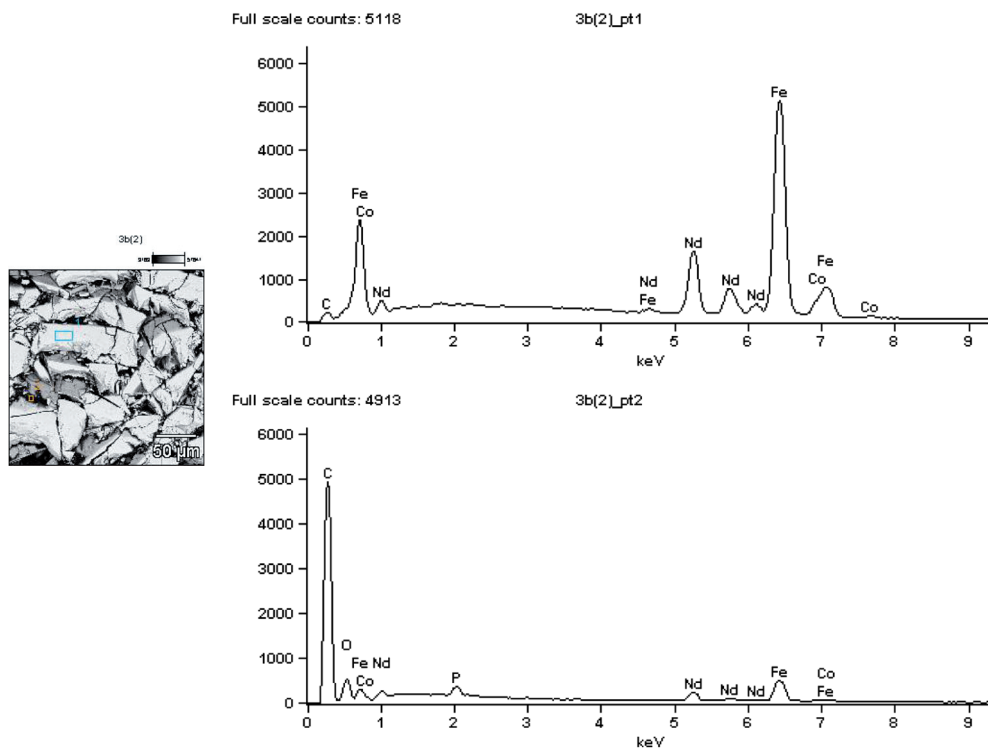 Full scale counts: 5118
3b(2)_pt1
6000
5000
4000
3000
2000
1000
0
Fe
Co
C
Nd
Nd
Fe
Nd
Nd
Nd
Fe
Co
Fe
Co
0 1 2 3 4 5 6 7 8 9
keV
3b(2)
1
2
50 µm
Full scale counts: 4913
3b(2)_pt2
6000
5000
4000
3000
2000
1000
0
C
O
Fe
Co
Nd
P
Nd
Nd
Nd
Fe
Co
Fe
0 1 2 3 4 5 6 7 8 9
keV